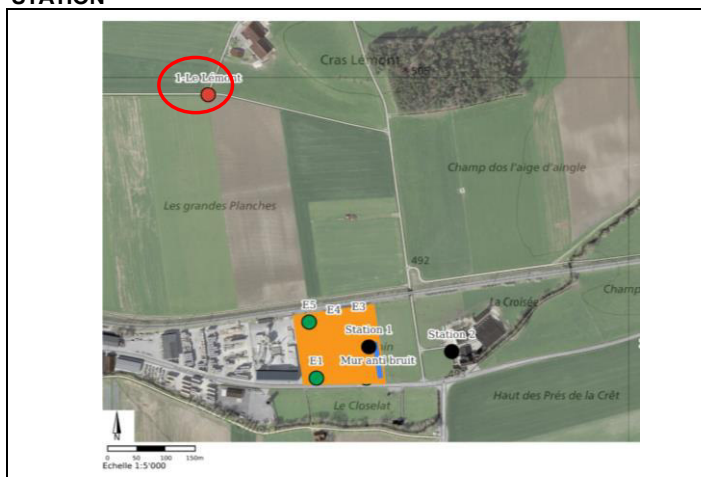 STATION
Cras Lémont
505
1-Le Lémont
Champ dos l'aige d'aingle
Les grandes Planches
492
La Croisée
Champ
E5
E4
E3
Station 1
Station 2
Mur anti bruit
E1
Le Closelat
Haut des Prés de la Crêt
N
0 50 100 150m
Echelle 1:5'000